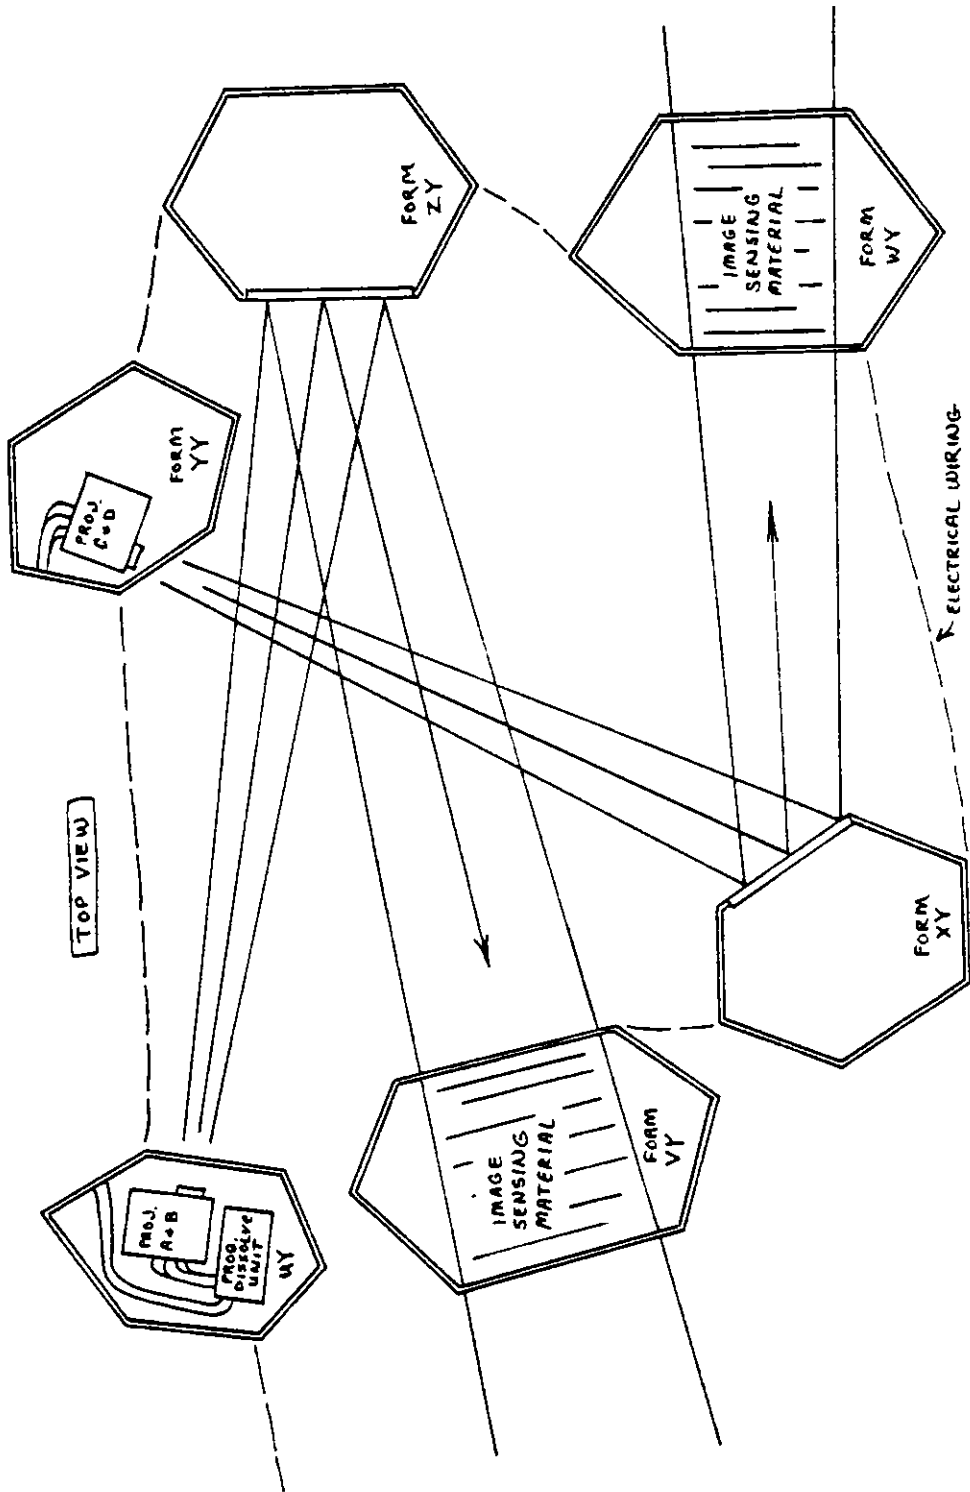 TOP VIEW
PROJ.
A+B
PROG.
DISSOLVE
UNIT
UY
PROJ.
C+D
FORM
YY
FORM
ZY
IMAGE
SENSING
MATERIAL
FORM
VY
IMAGE
SENSING
MATERIAL
FORM
WY
FORM
XY
ELECTRICAL WIRING